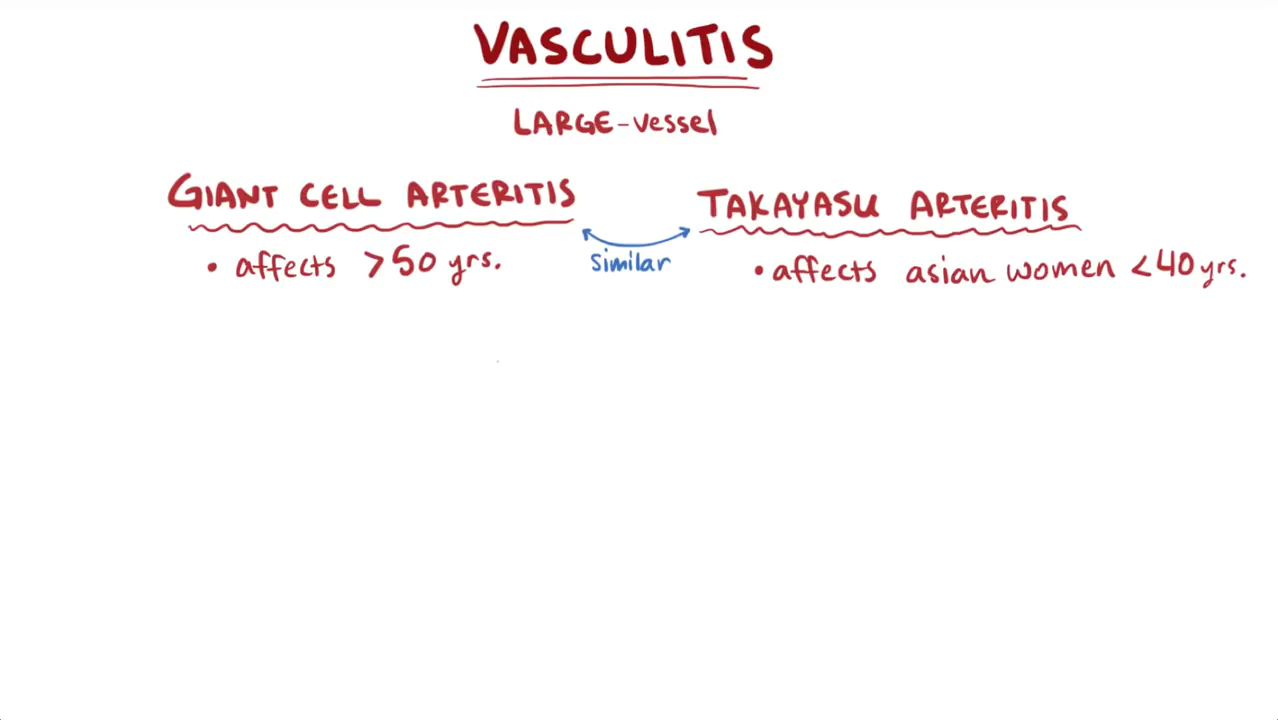 VASCULITIS
LARGE-vessel
GIANT CELL ARTERITIS
• affects >50 yrs.
similar
TAKAYASU ARTERITIS
• affects asian women <40 yrs.